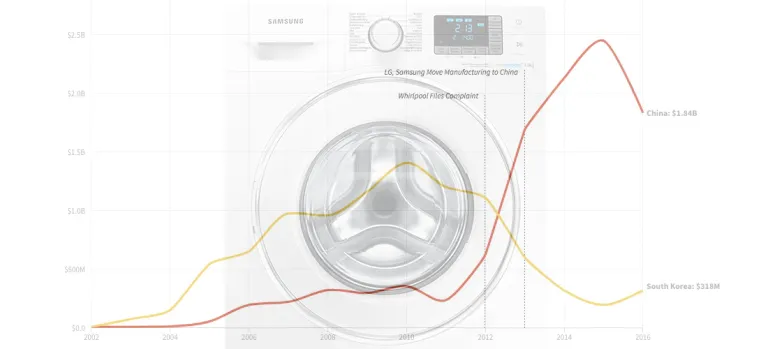 SAMSUNG
$2.5B
LG, Samsung Move Manufacturing to China
$2.0B
Whirlpool Files Complaint
China: $1.84B
$1.5B
$1.0B
$500M
South Korea: $318M
$0.0
2002 2004 2006 2008 2010 2012 2014 2016